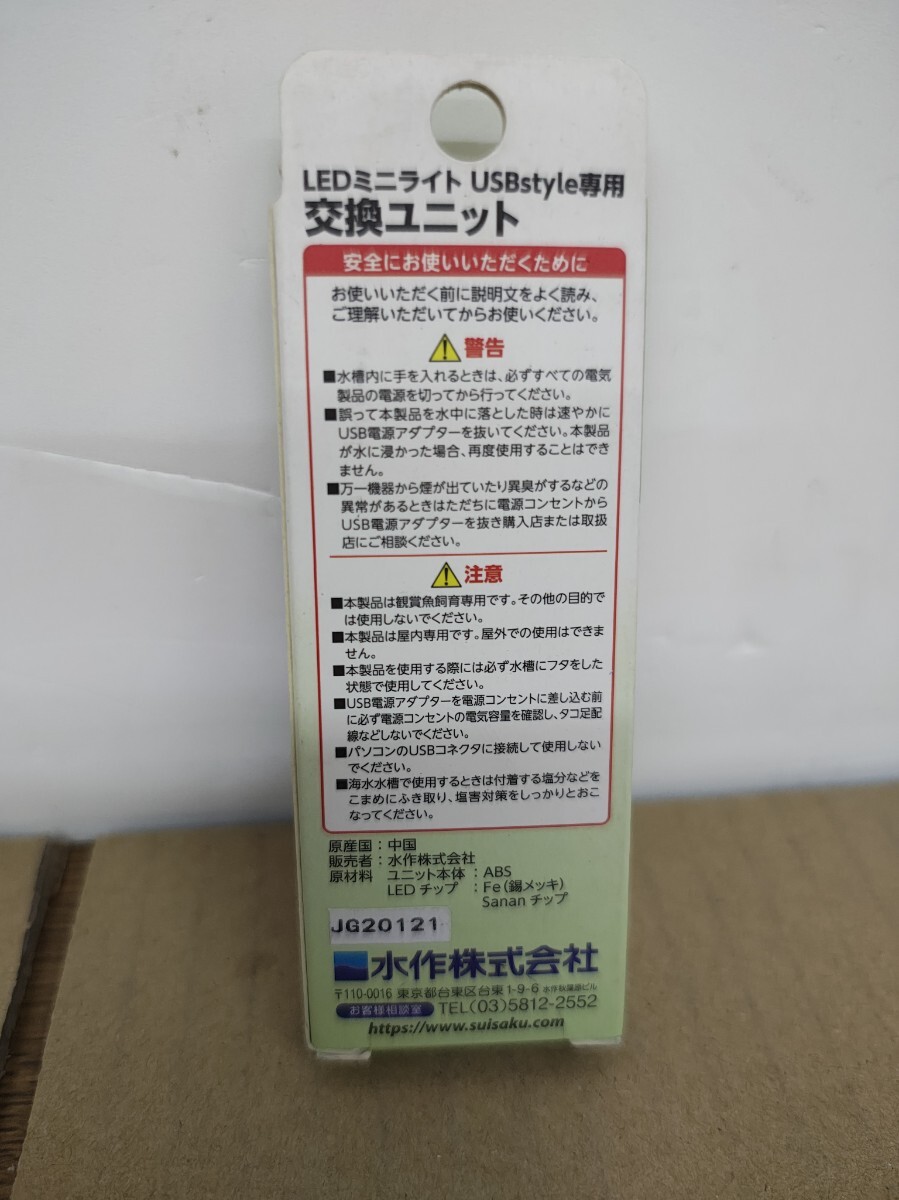 LEDミニライト USBstyle専用
交換ユニット
安全にお使いいただくために
お使いいただく前に説明文をよく読み、
ご理解いただいてからお使いください。
警告
■水槽内に手を入れるときは、必ずすべての電気
製品の電源を切ってから行ってください。
■誤って本製品を水中に落とした時は速やかに
USB電源アダプターを抜いてください。本製品
が水に浸かった場合、再度使用することはでき
ません。
■万一機器から煙が出ていたり異臭がするなどの
異常があるときはただちに電源コンセントから
USB電源アダプターを抜き購入店または取扱
店にご相談ください。
注意
■本製品は観賞魚飼育専用です。その他の目的で
は使用しないでください。
■本製品は屋内専用です。屋外での使用はできま
せん。
■本製品を使用する際には必ず水槽にフタをした
状態で使用してください。
■USB電源アダプターを電源コンセントに差し込む前
に必ず電源コンセントの電気容量を確認し、タコ足配
線などしないでください。
■パソコンのUSBコネクタに接続して使用しない
でください。
■海水水槽で使用するときは付着する塩分などを
こまめにふき取り、塩害対策をしっかりとおこ
なってください。
原産国：中国
販売者：水作株式会社
原材料 ユニット本体：ABS
LED チップ ：Fe（錫メッキ）
Sanan チップ
JG20121
水作株式会社
〒110-0016 東京都台東区台東1-9-6 水作秋葉原ビル
お客様相談室 TEL(03)5812-2552
https://www.suisaku.com